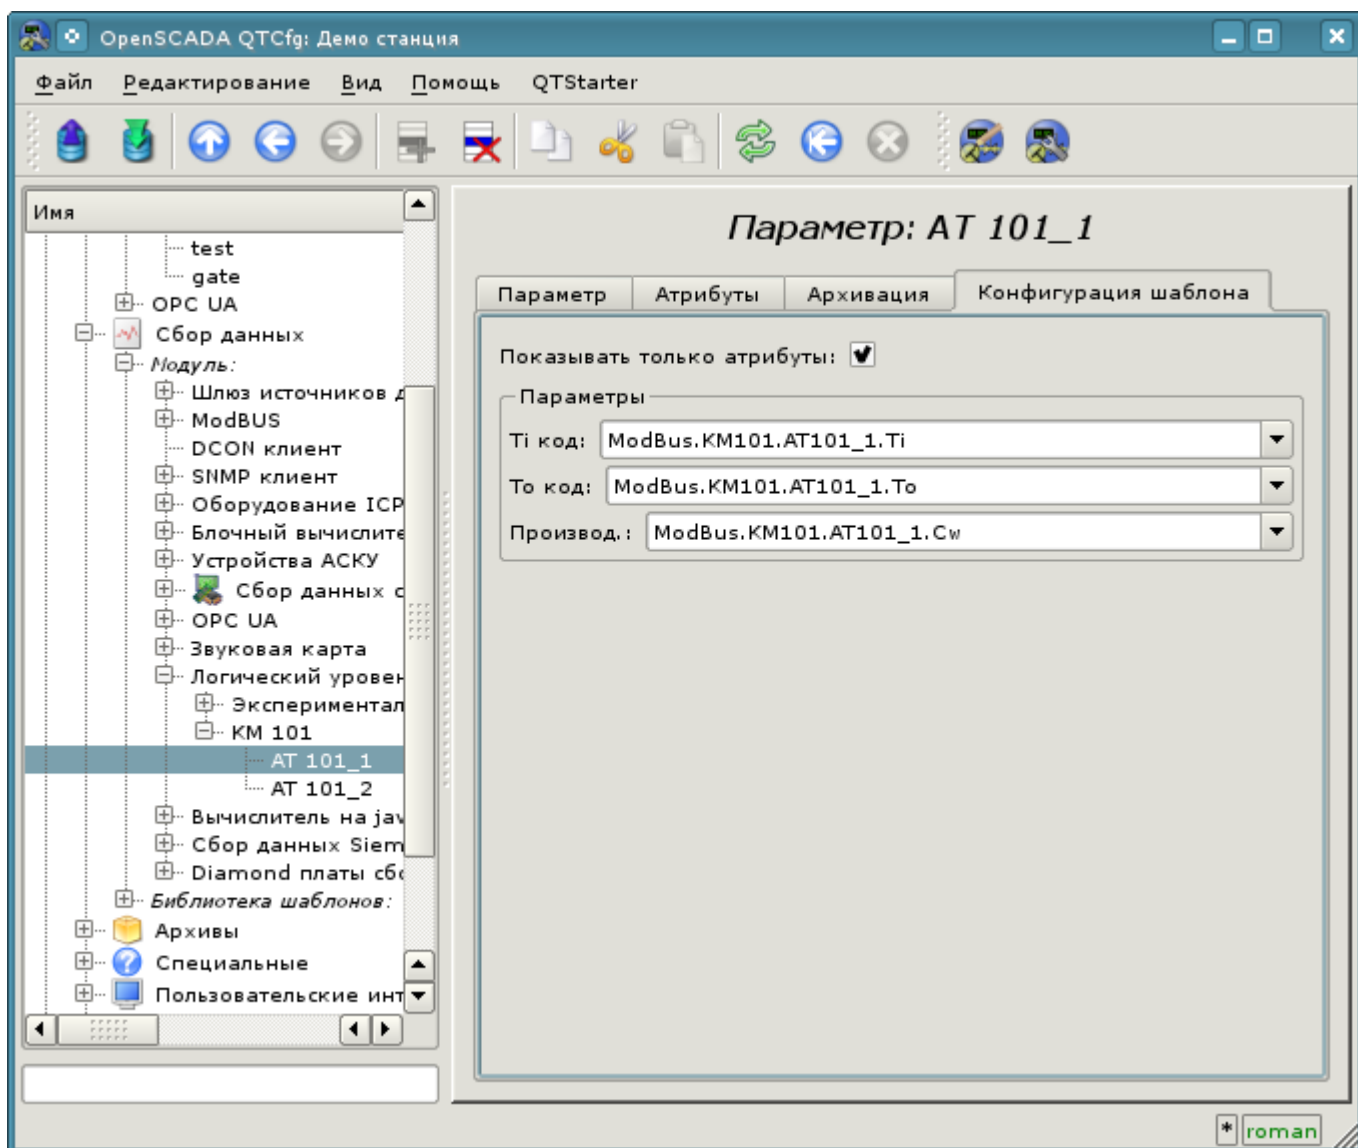 OpenSCADA QTCfg: Демо станция
Файл Редактирование Вид Помощь QTStarter
Имя
test
gate
OPC UA
Сбор данных
Модуль:
Шлюз источников д
ModBUS
DCON клиент
SNMP клиент
Оборудование ICP
Блочный вычислите
Устройства АСКУ
Сбор данных с
OPC UA
Звуковая карта
Логический уровен
Экспериментал
КМ 101
AT 101_1
AT 101_2
Вычислитель на jav
Сбор данных Siem
Diamond платы сбо
Библиотека шаблонов:
Архивы
Специальные
Пользовательские инт
Параметр: AT 101_1
Параметр Атрибуты Архивация Конфигурация шаблона
Показывать только атрибуты:
Параметры
Ti код: ModBus.KM101.AT101_1.Ti
To код: ModBus.KM101.AT101_1.To
Производ.: ModBus.KM101.AT101_1.Cw
* roman